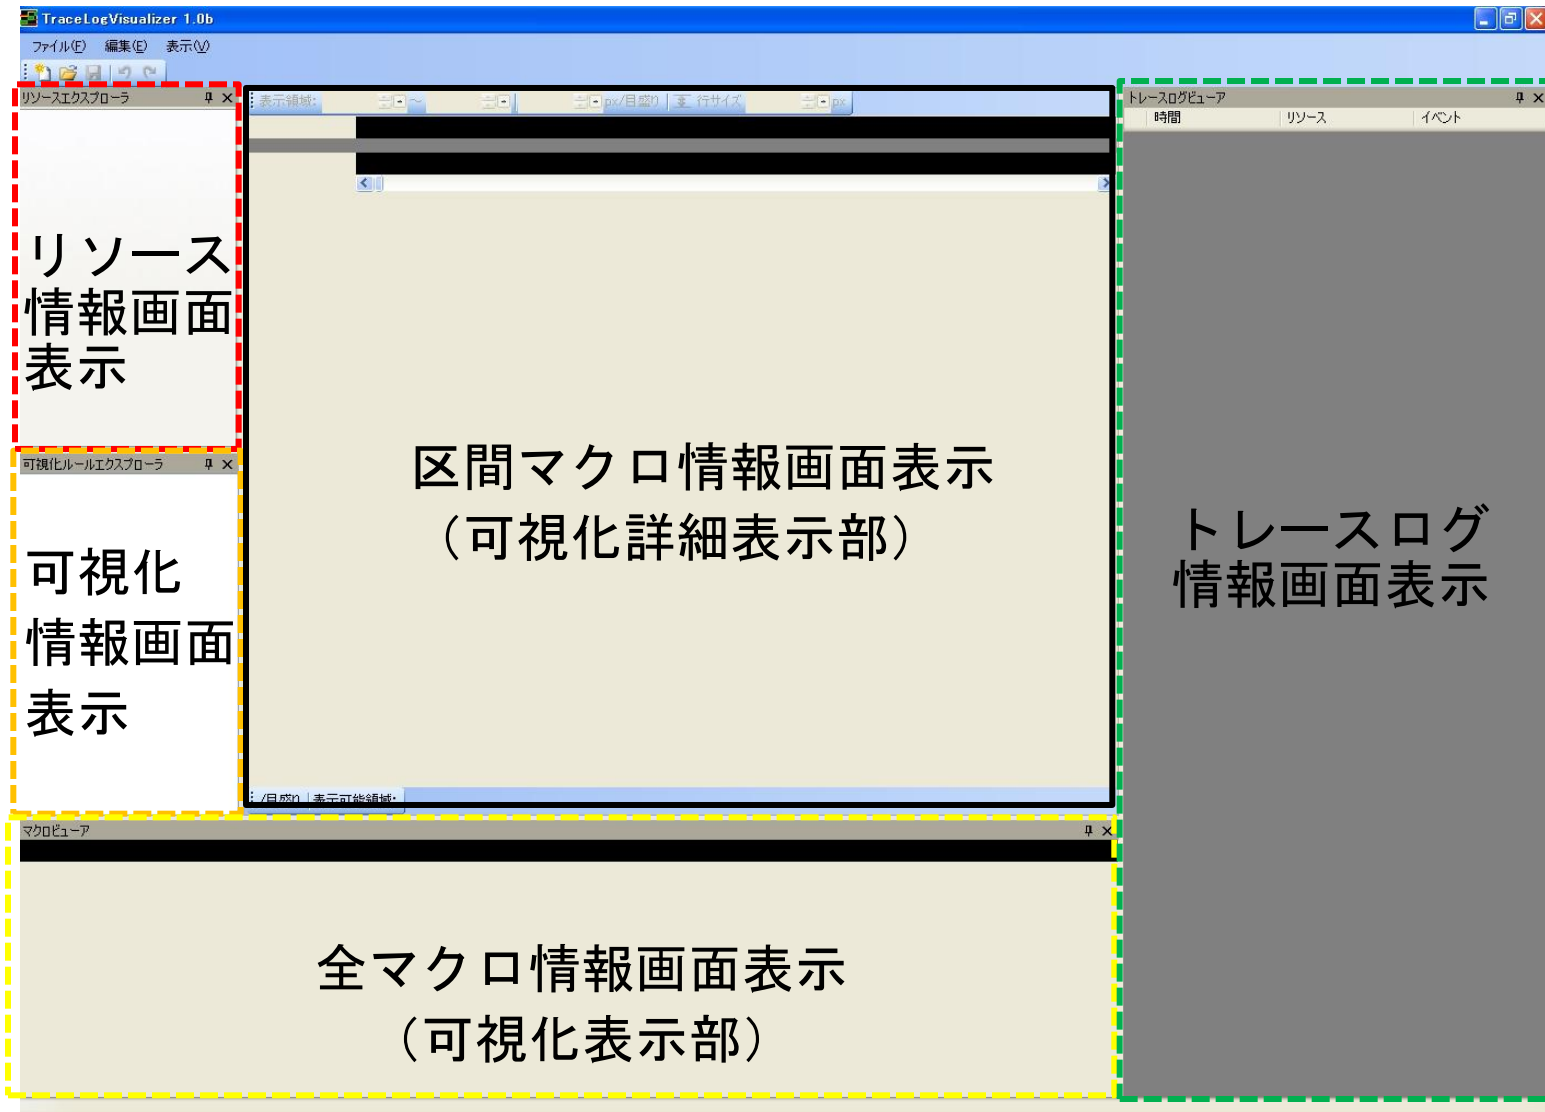 TraceLogVisualizer 1.0b
ファイル(F) 編集(E) 表示(V)
リソースエクスプローラ
表示領域: ～ px/目盛り 行サイズ px
トレースログビューア
時間 リソース イベント
リソース
情報画面
表示
区間マクロ情報画面表示
（可視化詳細表示部）
可視化ルールエクスプローラ
可視化
情報画面
表示
トレースログ
情報画面表示
/目盛り 表示可能領域:
マクロビューア
全マクロ情報画面表示
（可視化表示部）